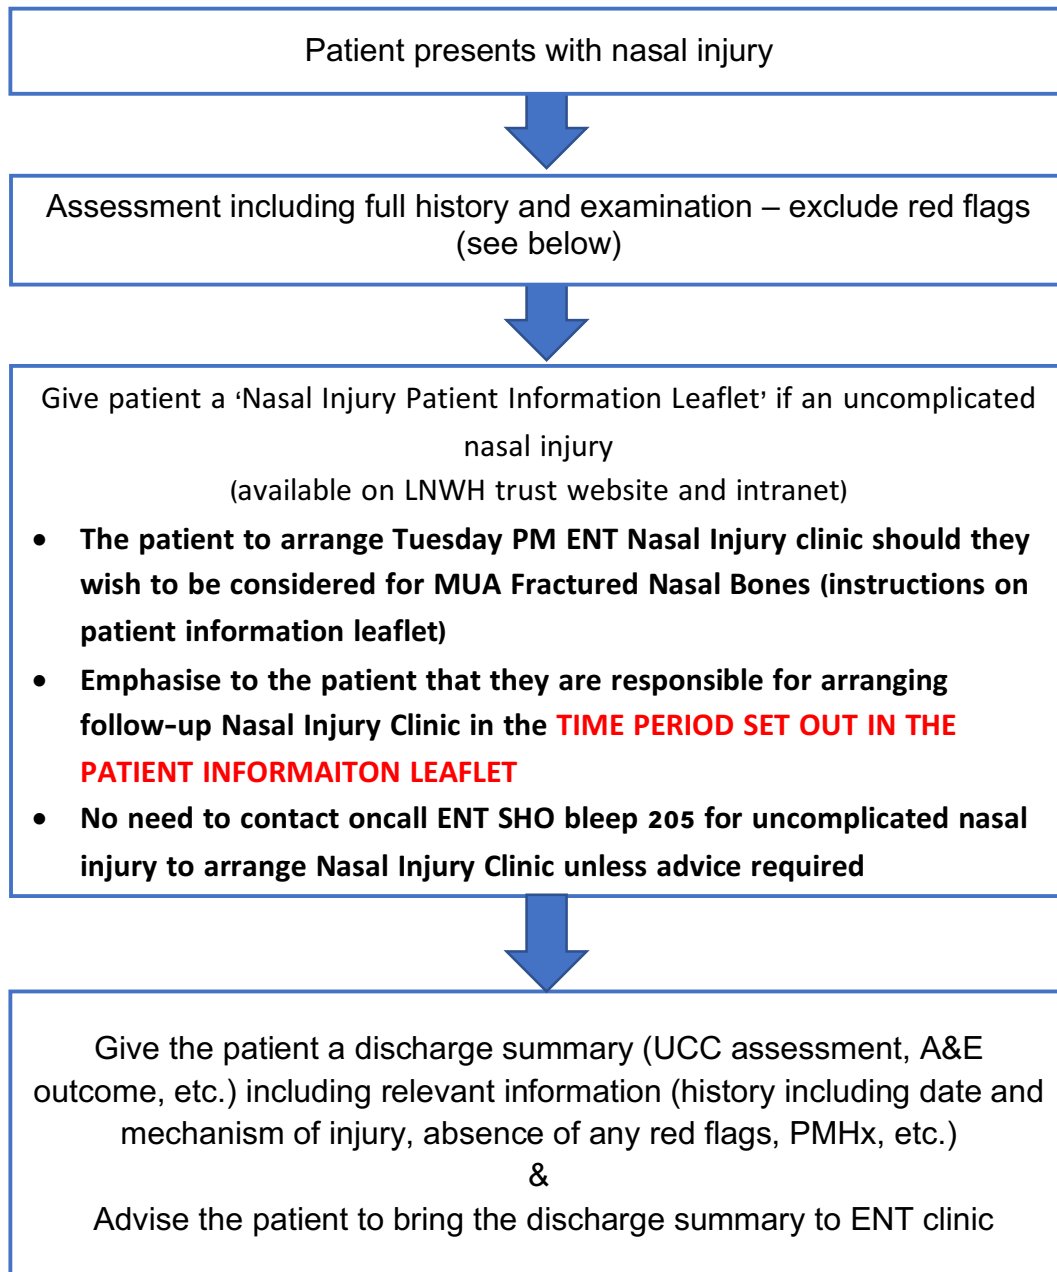 Patient presents with nasal injury
Assessment including full history and examination – exclude red flags
(see below)
Give patient a ‘Nasal Injury Patient Information Leaflet’ if an uncomplicated
nasal injury
(available on LNWH trust website and intranet)
• The patient to arrange Tuesday PM ENT Nasal Injury clinic should they
wish to be considered for MUA Fractured Nasal Bones (instructions on
patient information leaflet)
• Emphasise to the patient that they are responsible for arranging
follow-up Nasal Injury Clinic in the TIME PERIOD SET OUT IN THE
PATIENT INFORMAITON LEAFLET
• No need to contact oncall ENT SHO bleep 205 for uncomplicated nasal
injury to arrange Nasal Injury Clinic unless advice required
Give the patient a discharge summary (UCC assessment, A&E
outcome, etc.) including relevant information (history including date and
mechanism of injury, absence of any red flags, PMHx, etc.)
&
Advise the patient to bring the discharge summary to ENT clinic